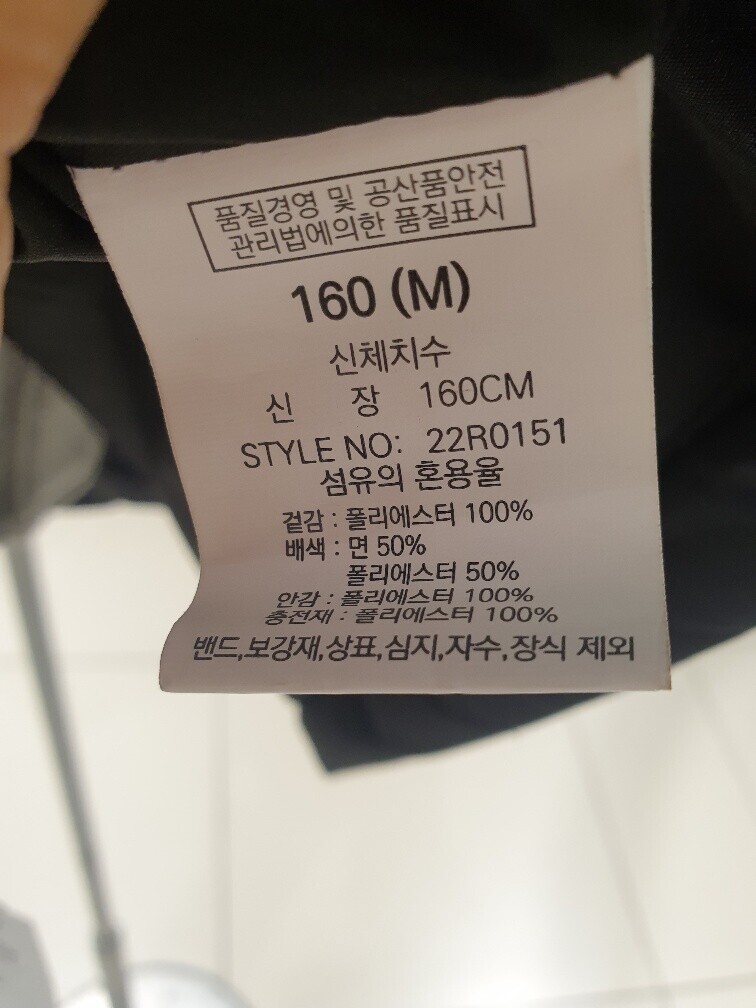 품질경영 및 공산품안전
관리법에의한 품질표시
160 (M)
신체치수
신 장 160CM
STYLE NO: 22R0151
섬유의 혼용율
겉감 : 폴리에스터 100%
배색 : 면 50%
폴리에스터 50%
안감 : 폴리에스터 100%
충전재 : 폴리에스터 100%
밴드,보강재,상표,심지,자수,장식 제외